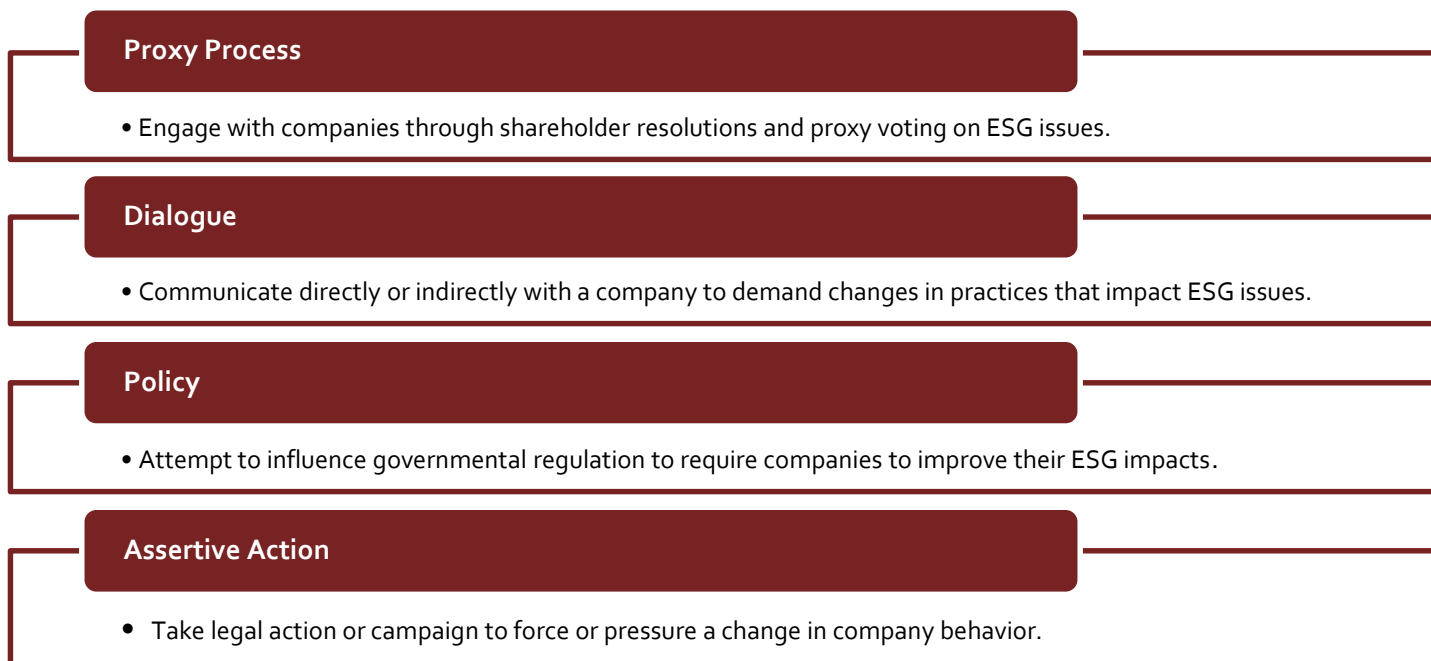 Proxy Process
• Engage with companies through shareholder resolutions and proxy voting on ESG issues.
Dialogue
• Communicate directly or indirectly with a company to demand changes in practices that impact ESG issues.
Policy
• Attempt to influence governmental regulation to require companies to improve their ESG impacts.
Assertive Action
• Take legal action or campaign to force or pressure a change in company behavior.